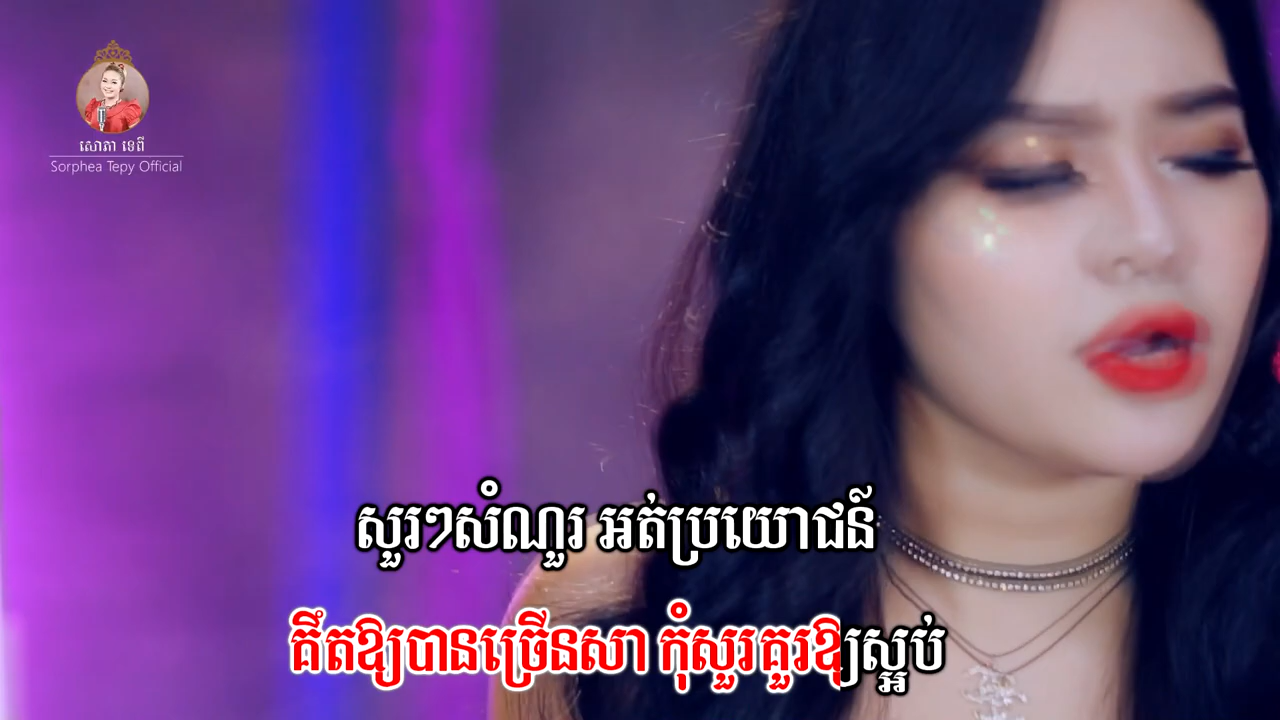 សោភា ទេពី
Sorphea Tepy Official
សួរៗសំណួរ អត់ប្រយោជន៍
គឹតឱ្យបានច្រើនសា កុំសួរគួរឱ្យស្អប់